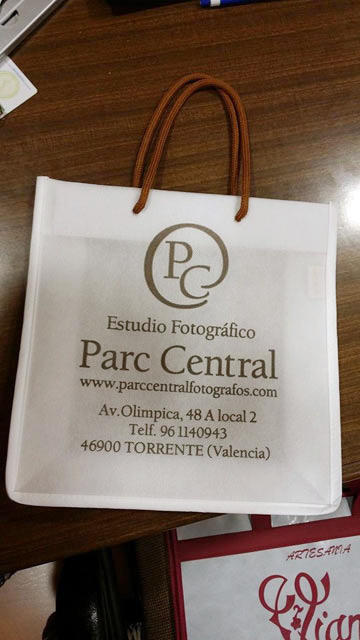 PC
Estudio Fotográfico
Parc Central
www.parccentralfotografos.com
Av.Olimpica, 48 A local 2
Telf. 96 1140943
46900 TORRENTE (Valencia)
ARTESANIA